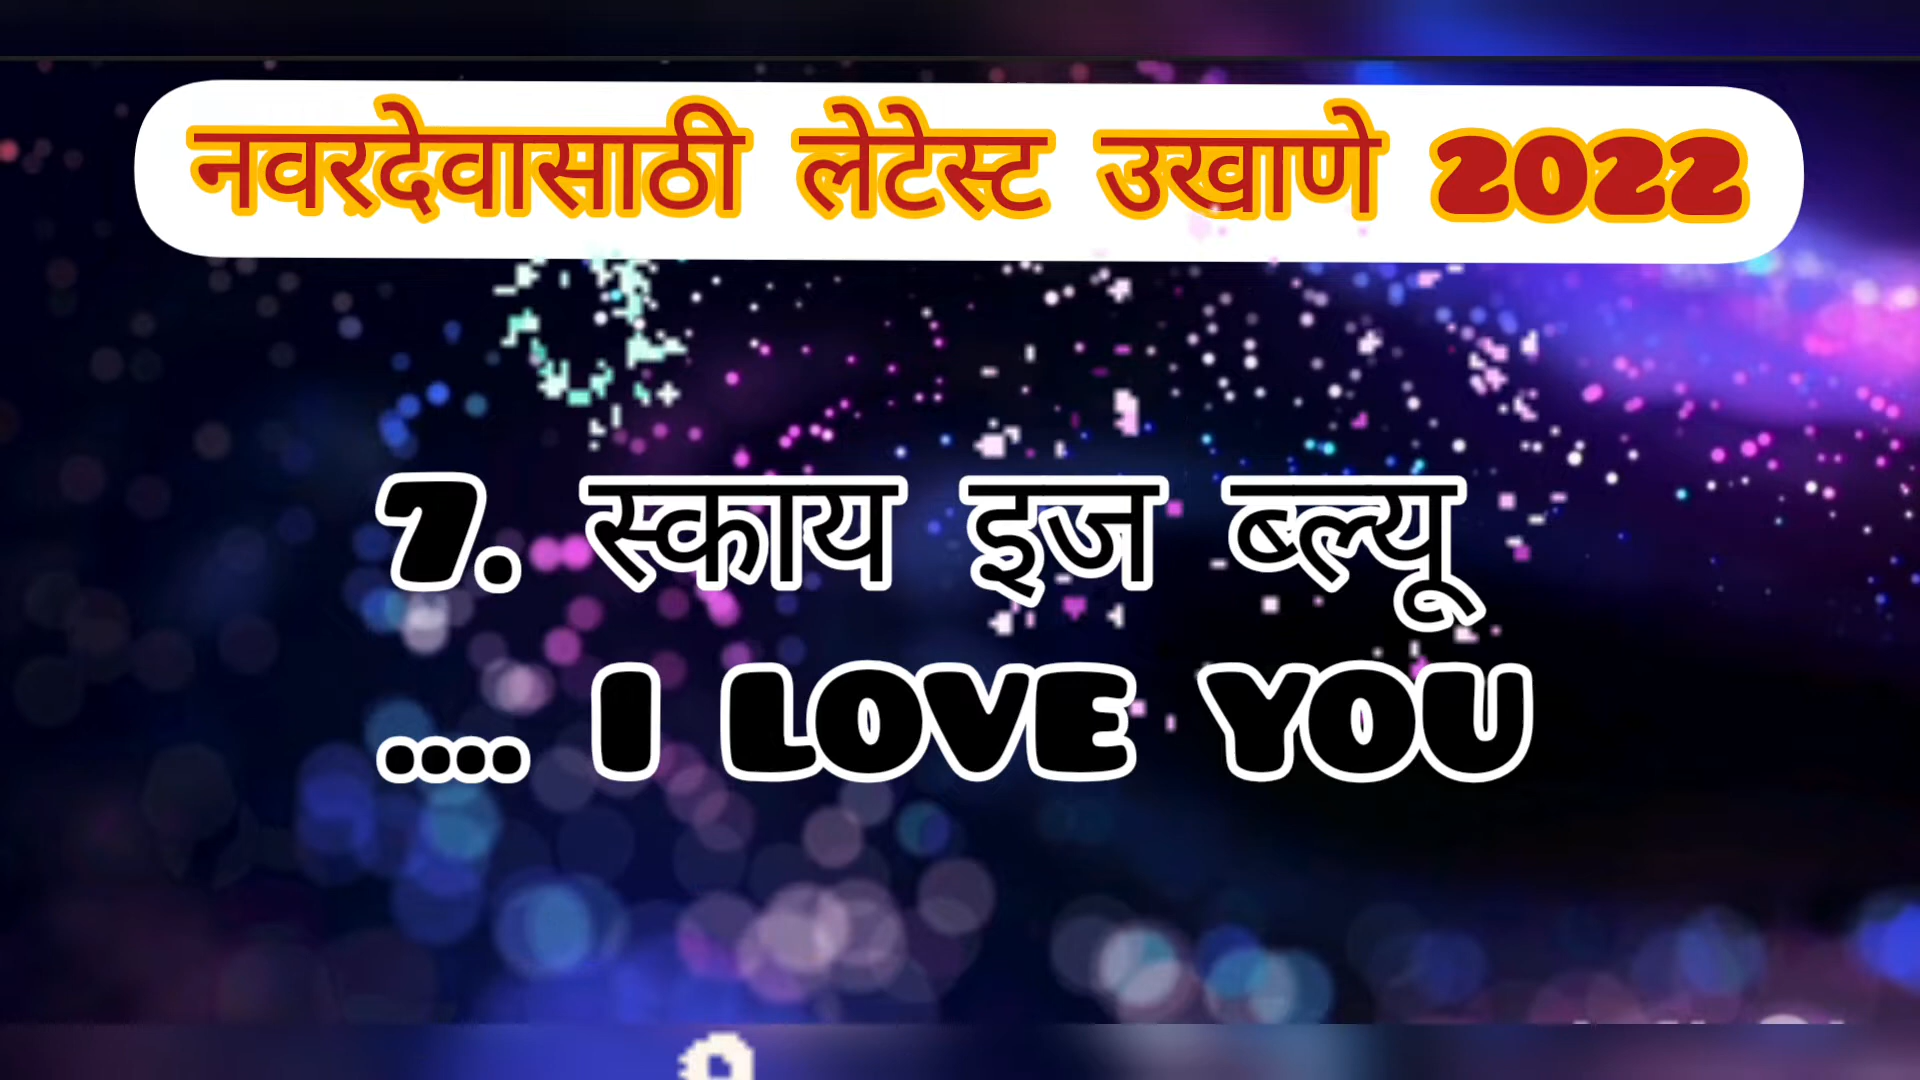 नवरदेवासाठी लेटेस्ट उखाणे 2022
7. स्काय इज ब्ल्यू
.... I LOVE YOU